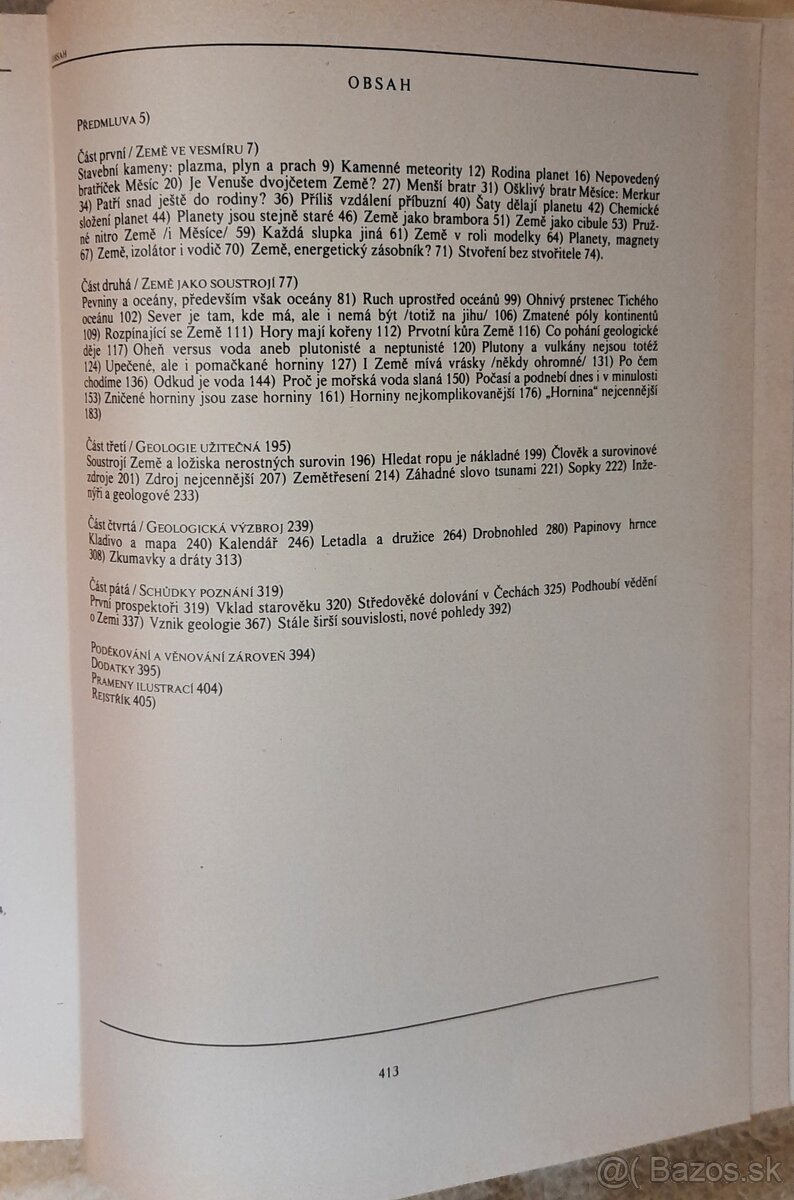 OBSAH
OBSAH
PŘEDMLUVA 5)
Část první / ZEMĚ VE VESMÍRU 7)
Stavební kameny: plazma, plyn a prach 9) Kamenné meteority 12) Rodina planet 16) Nepovedený
bratříček Měsíc 20) Je Venuše dvojčetem Země? 27) Menší bratr 31) Ošklivý bratr Měsíce: Merkur
34) Patří snad ještě do rodiny? 36) Příliš vzdálení příbuzní 40) Šaty dělají planetu 42) Chemické
složení planet 44) Planety jsou stejně staré 46) Země jako brambora 51) Země jako cibule 53) Pruž-
né nitro Země /i Měsíce/ 59) Každá slupka jiná 61) Země v roli modelky 64) Planety, magnety
67) Země, izolátor i vodič 70) Země, energetický zásobník? 71) Stvoření bez stvořitele 74).
Část druhá / ZEMĚ JAKO SOUSTROJÍ 77)
Pevniny a oceány, především však oceány 81) Ruch uprostřed oceánů 99) Ohnivý prstenec Tichého
oceánu 102) Sever je tam, kde má, ale i nemá být /totiž na jihu/ 106) Zmatené póly kontinentů
109) Rozpínající se Země 111) Hory mají kořeny 112) Prvotní kůra Země 116) Co pohání geologické
děje 117) Oheň versus voda aneb plutonisté a neptunisté 120) Plutony a vulkány nejsou totéž
124) Upečené, ale i pomačkané horniny 127) I Země mívá vrásky /někdy ohromné/ 131) Po čem
chodíme 136) Odkud je voda 144) Proč je mořská voda slaná 150) Počasí a podnebí dnes i v minulosti
153) Zničené horniny jsou zase horniny 161) Horniny nejkomplikovanější 176) „Hornina" nejcennější
183)
Část třetí / GEOLOGIE UŽITEČNÁ 195)
Soustrojí Země a ložiska nerostných surovin 196) Hledat ropu je nákladné 199) Člověk a surovinové
zdroje 201) Zdroj nejcennější 207) Zemětřesení 214) Záhadné slovo tsunami 221) Sopky 222) Inže-
nýři a geologové 233)
Část čtvrtá / GEOLOGICKÁ VÝZBROJ 239)
Kladivo a mapa 240) Kalendář 246) Letadla a družice 264) Drobnohled 280) Papinovy hrnce
308) Zkumavky a dráty 313)
Část pátá / SCHŮDKY POZNÁNÍ 319)
První prospektoři 319) Vklad starověku 320) Středověké dolování v Čechách 325) Podhoubí vědění
o Zemi 337) Vznik geologie 367) Stále širší souvislosti, nové pohledy 392)
PODĚKOVÁNÍ A VĚNOVÁNÍ ZÁROVEŇ 394)
DODATKY 395)
PRAMENY ILUSTRACÍ 404)
REJSTŘÍK 405)
413
@( Bazos.sk